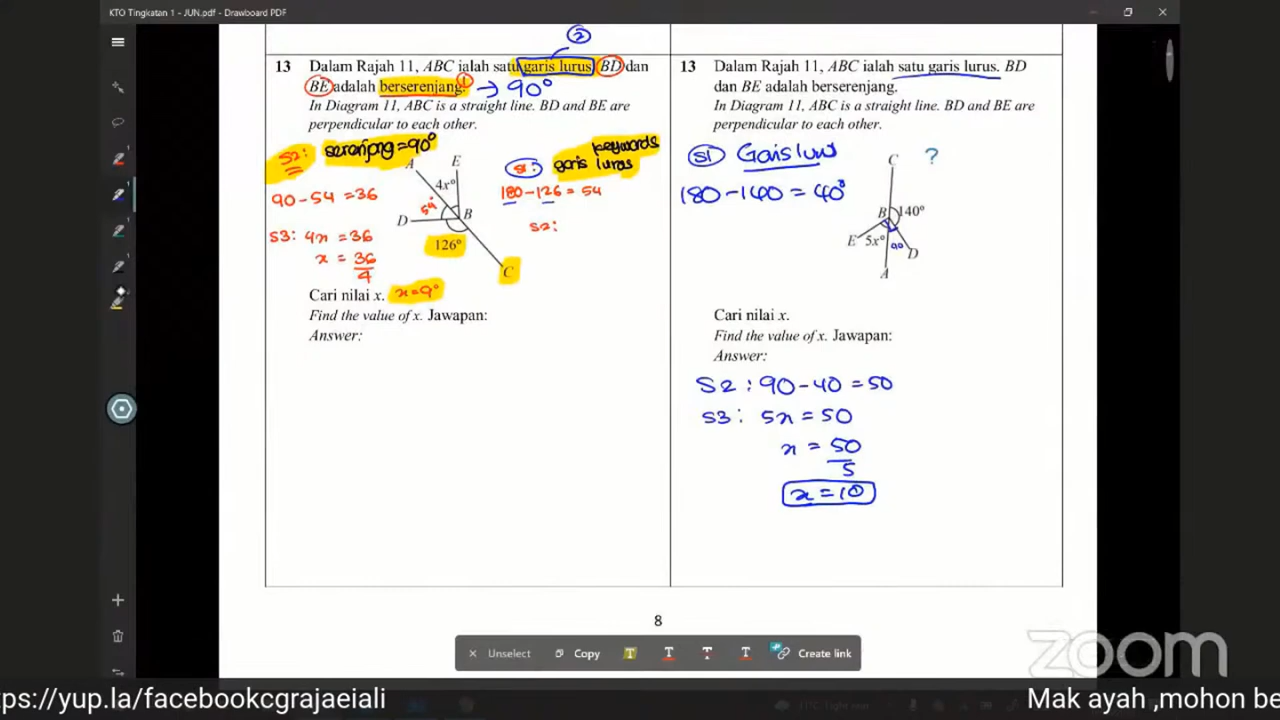 KTO Tingkatan 1 - JUN.pdf - Drawboard PDF
②
13 Dalam Rajah 11, ABC ialah satu garis lurus BD dan
BE adalah berserenjang. → 90°
In Diagram 11, ABC is a straight line. BD and BE are
perpendicular to each other.
S2: serenjang = 90°
keywords
S1: garis lurus
A
E
4x°
90 - 54 = 36
54°
180 - 126 = 54
D
B
S2:
S3: 4x = 36
126°
x = 36
4
C
Cari nilai x. x = 9°
Find the value of x. Jawapan:
Answer:
13 Dalam Rajah 11, ABC ialah satu garis lurus. BD
dan BE adalah berserenjang.
In Diagram 11, ABC is a straight line. BD and BE are
perpendicular to each other.
S1 Garis lurus
C
?
180 - 140 = 40°
B
140°
E
5x°
90
D
A
Cari nilai x.
Find the value of x. Jawapan:
Answer:
S2 : 90 - 40 = 50
S3 : 5x = 50
x = 50
5
x = 10
8
Unselect
Copy
T
T
T
T
Create link
zoom
ps://yup.la/facebookcgrajaeiali
Mak ayah ,mohon be